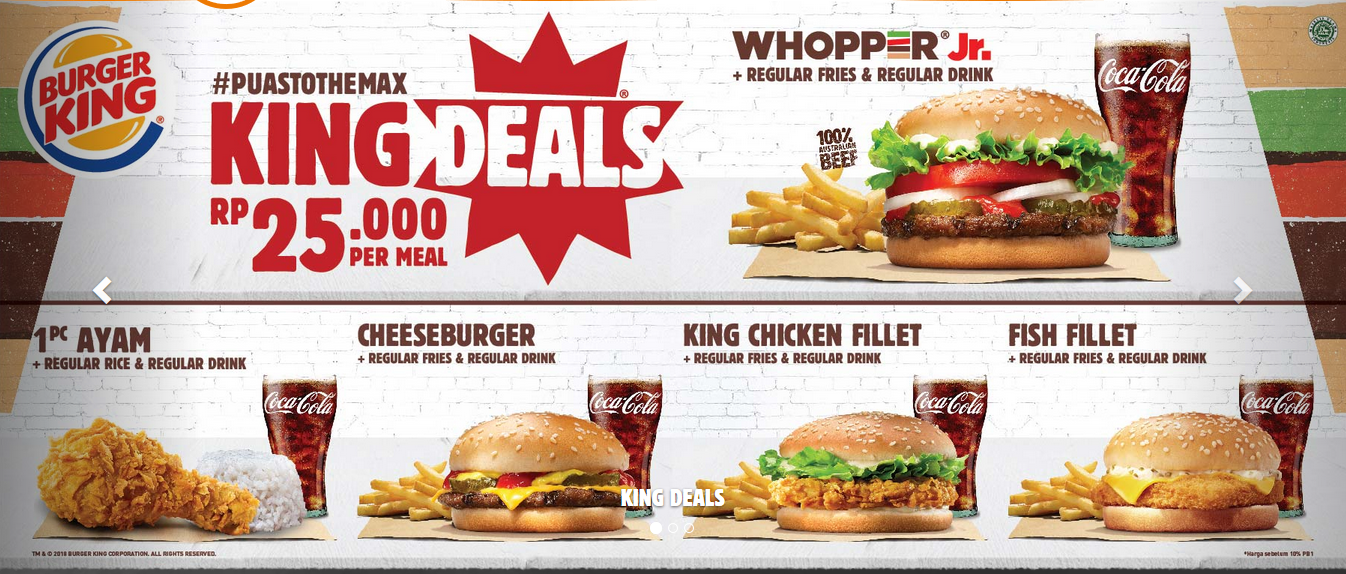 BURGER
KING®
#PUASTOTHEMAX
KING DEALS®
RP 25.000
PER MEAL
WHOPPER® Jr.
+ REGULAR FRIES & REGULAR DRINK
100%
AUSTRALIAN
BEEF
Coca-Cola
1PC AYAM
+ REGULAR RICE & REGULAR DRINK
Coca-Cola
CHEESEBURGER
+ REGULAR FRIES & REGULAR DRINK
Coca-Cola
KING CHICKEN FILLET
+ REGULAR FRIES & REGULAR DRINK
Coca-Cola
FISH FILLET
+ REGULAR FRIES & REGULAR DRINK
Coca-Cola
KING DEALS
TM & © 2018 BURGER KING CORPORATION. ALL RIGHTS RESERVED.
*Harga sebelum 10% PB1